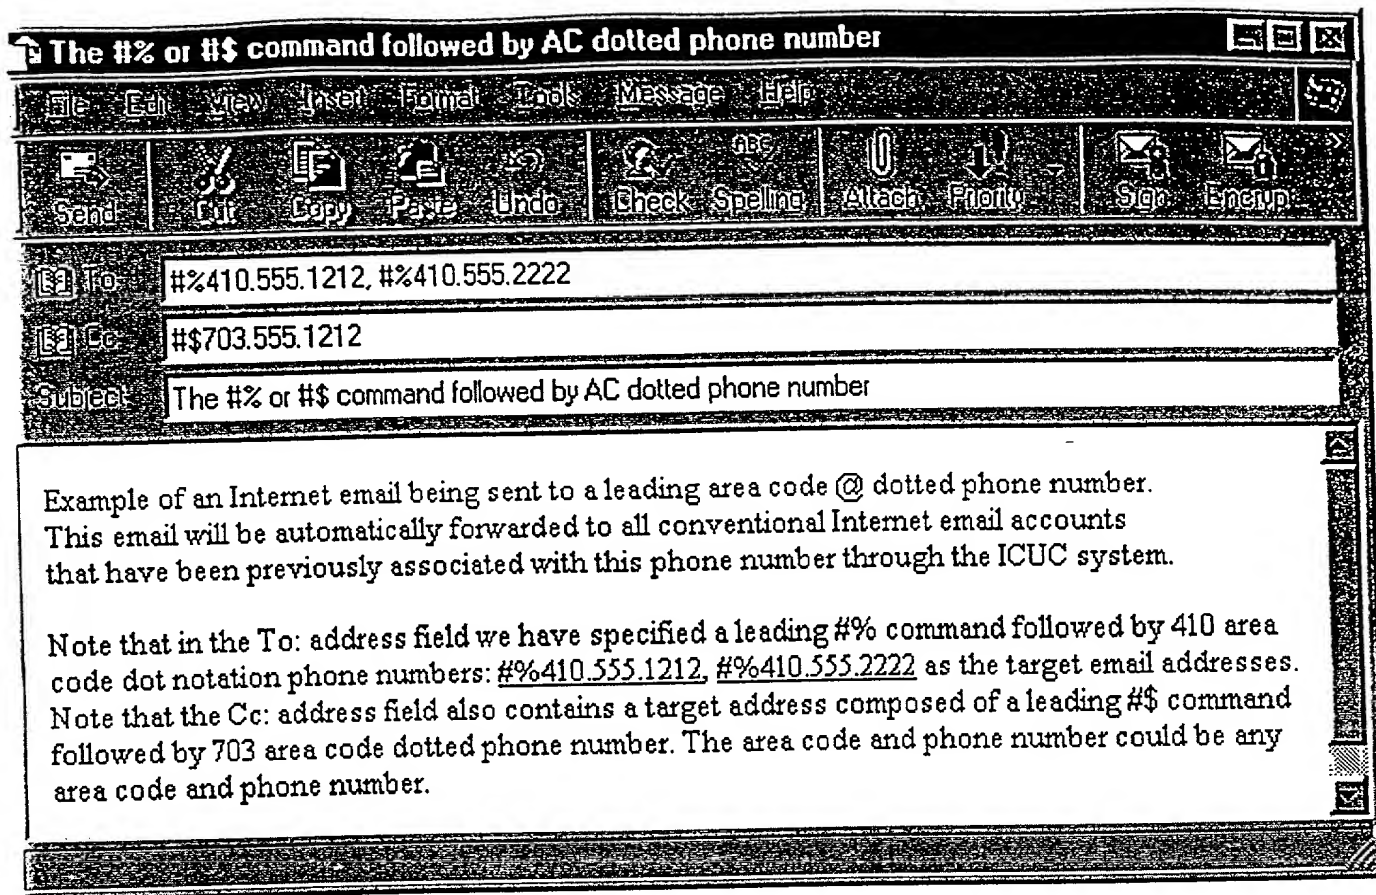 The #% or #$ command followed by AC dotted phone number
File Edit View Insert Format Tools Message Help
Send Cut Copy Paste Undo Check Spelling Attach Priority Sign Encryp
ABC
To: #%410.555.1212, #%410.555.2222
Cc: #$703.555.1212
Subject: The #% or #$ command followed by AC dotted phone number
Example of an Internet email being sent to a leading area code @ dotted phone number.
This email will be automatically forwarded to all conventional Internet email accounts
that have been previously associated with this phone number through the ICUC system.
Note that in the To: address field we have specified a leading #% command followed by 410 area
code dot notation phone numbers: #%410.555.1212, #%410.555.2222 as the target email addresses.
Note that the Cc: address field also contains a target address composed of a leading #$ command
followed by 703 area code dotted phone number. The area code and phone number could be any
area code and phone number.